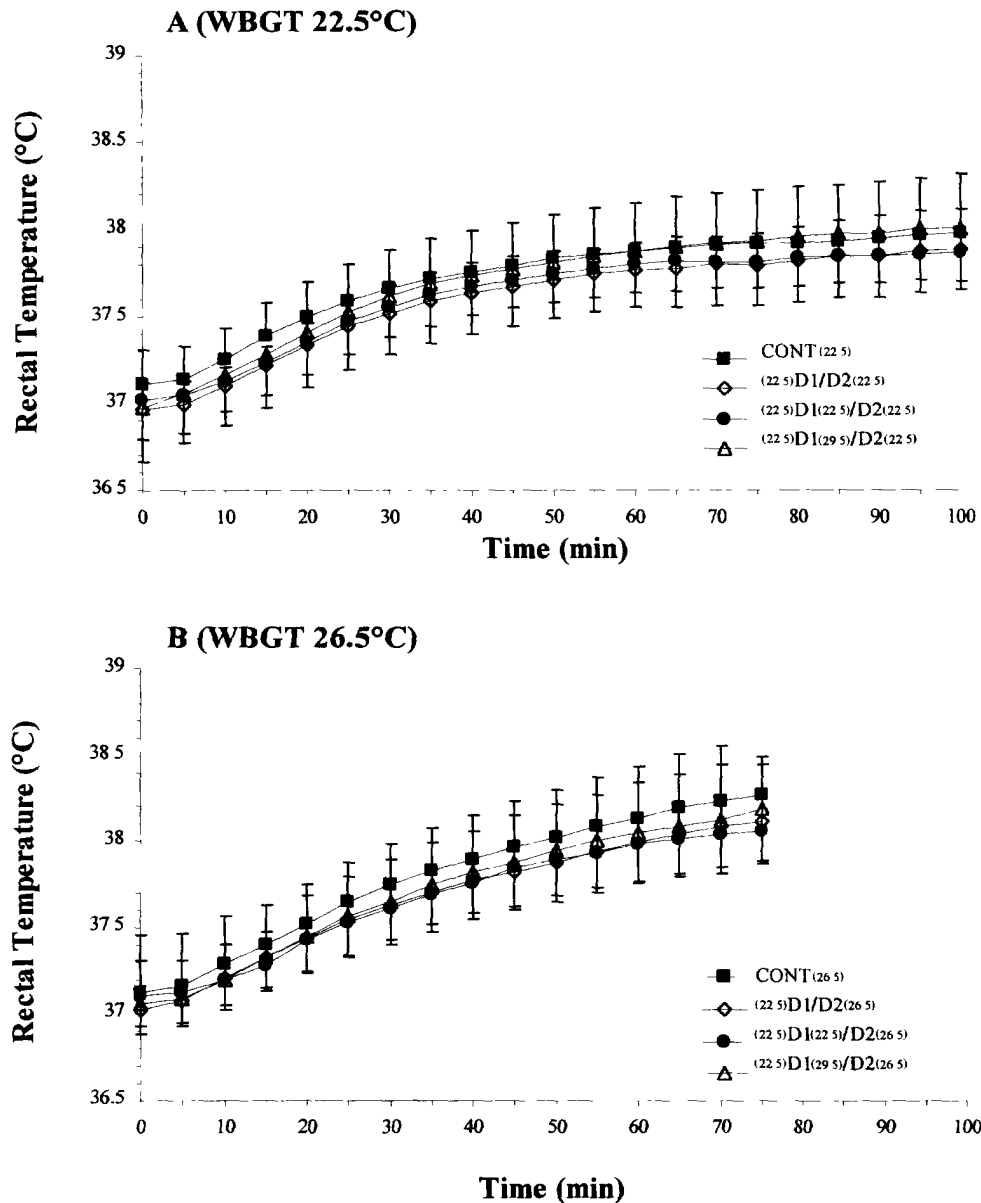 A (WBGT 22.5°C)
39
38.5
38
37.5
37
36 5
Rectal Temperature (°C)
CONT(22 5)
(22 5)D1/D2(22 5)
(22 5)D1(22 5)/D2(22 5)
(22 5)D1(29 5)/D2(22 5)
0 10 20 30 40 50 60 70 80 90 100
Time (min)
B (WBGT 26.5°C)
39
38 5
38
37 5
37
36.5
Rectal Temperature (°C)
CONT(26 5)
(22 5)D1/D2(26 5)
(22 5)D1(22 5)/D2(26 5)
(22 5)D1(29 5)/D2(26 5)
0 10 20 30 40 50 60 70 80 90 100
Time (min)